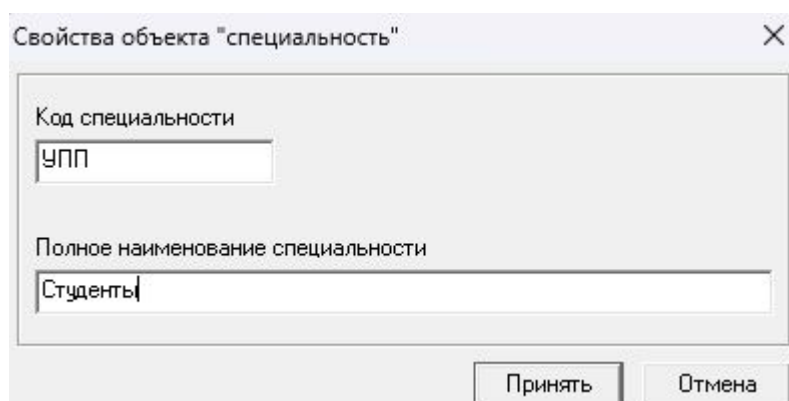 Свойства объекта "специальность"
Код специальности
УПП
Полное наименование специальности
Студенты
Принять
Отмена